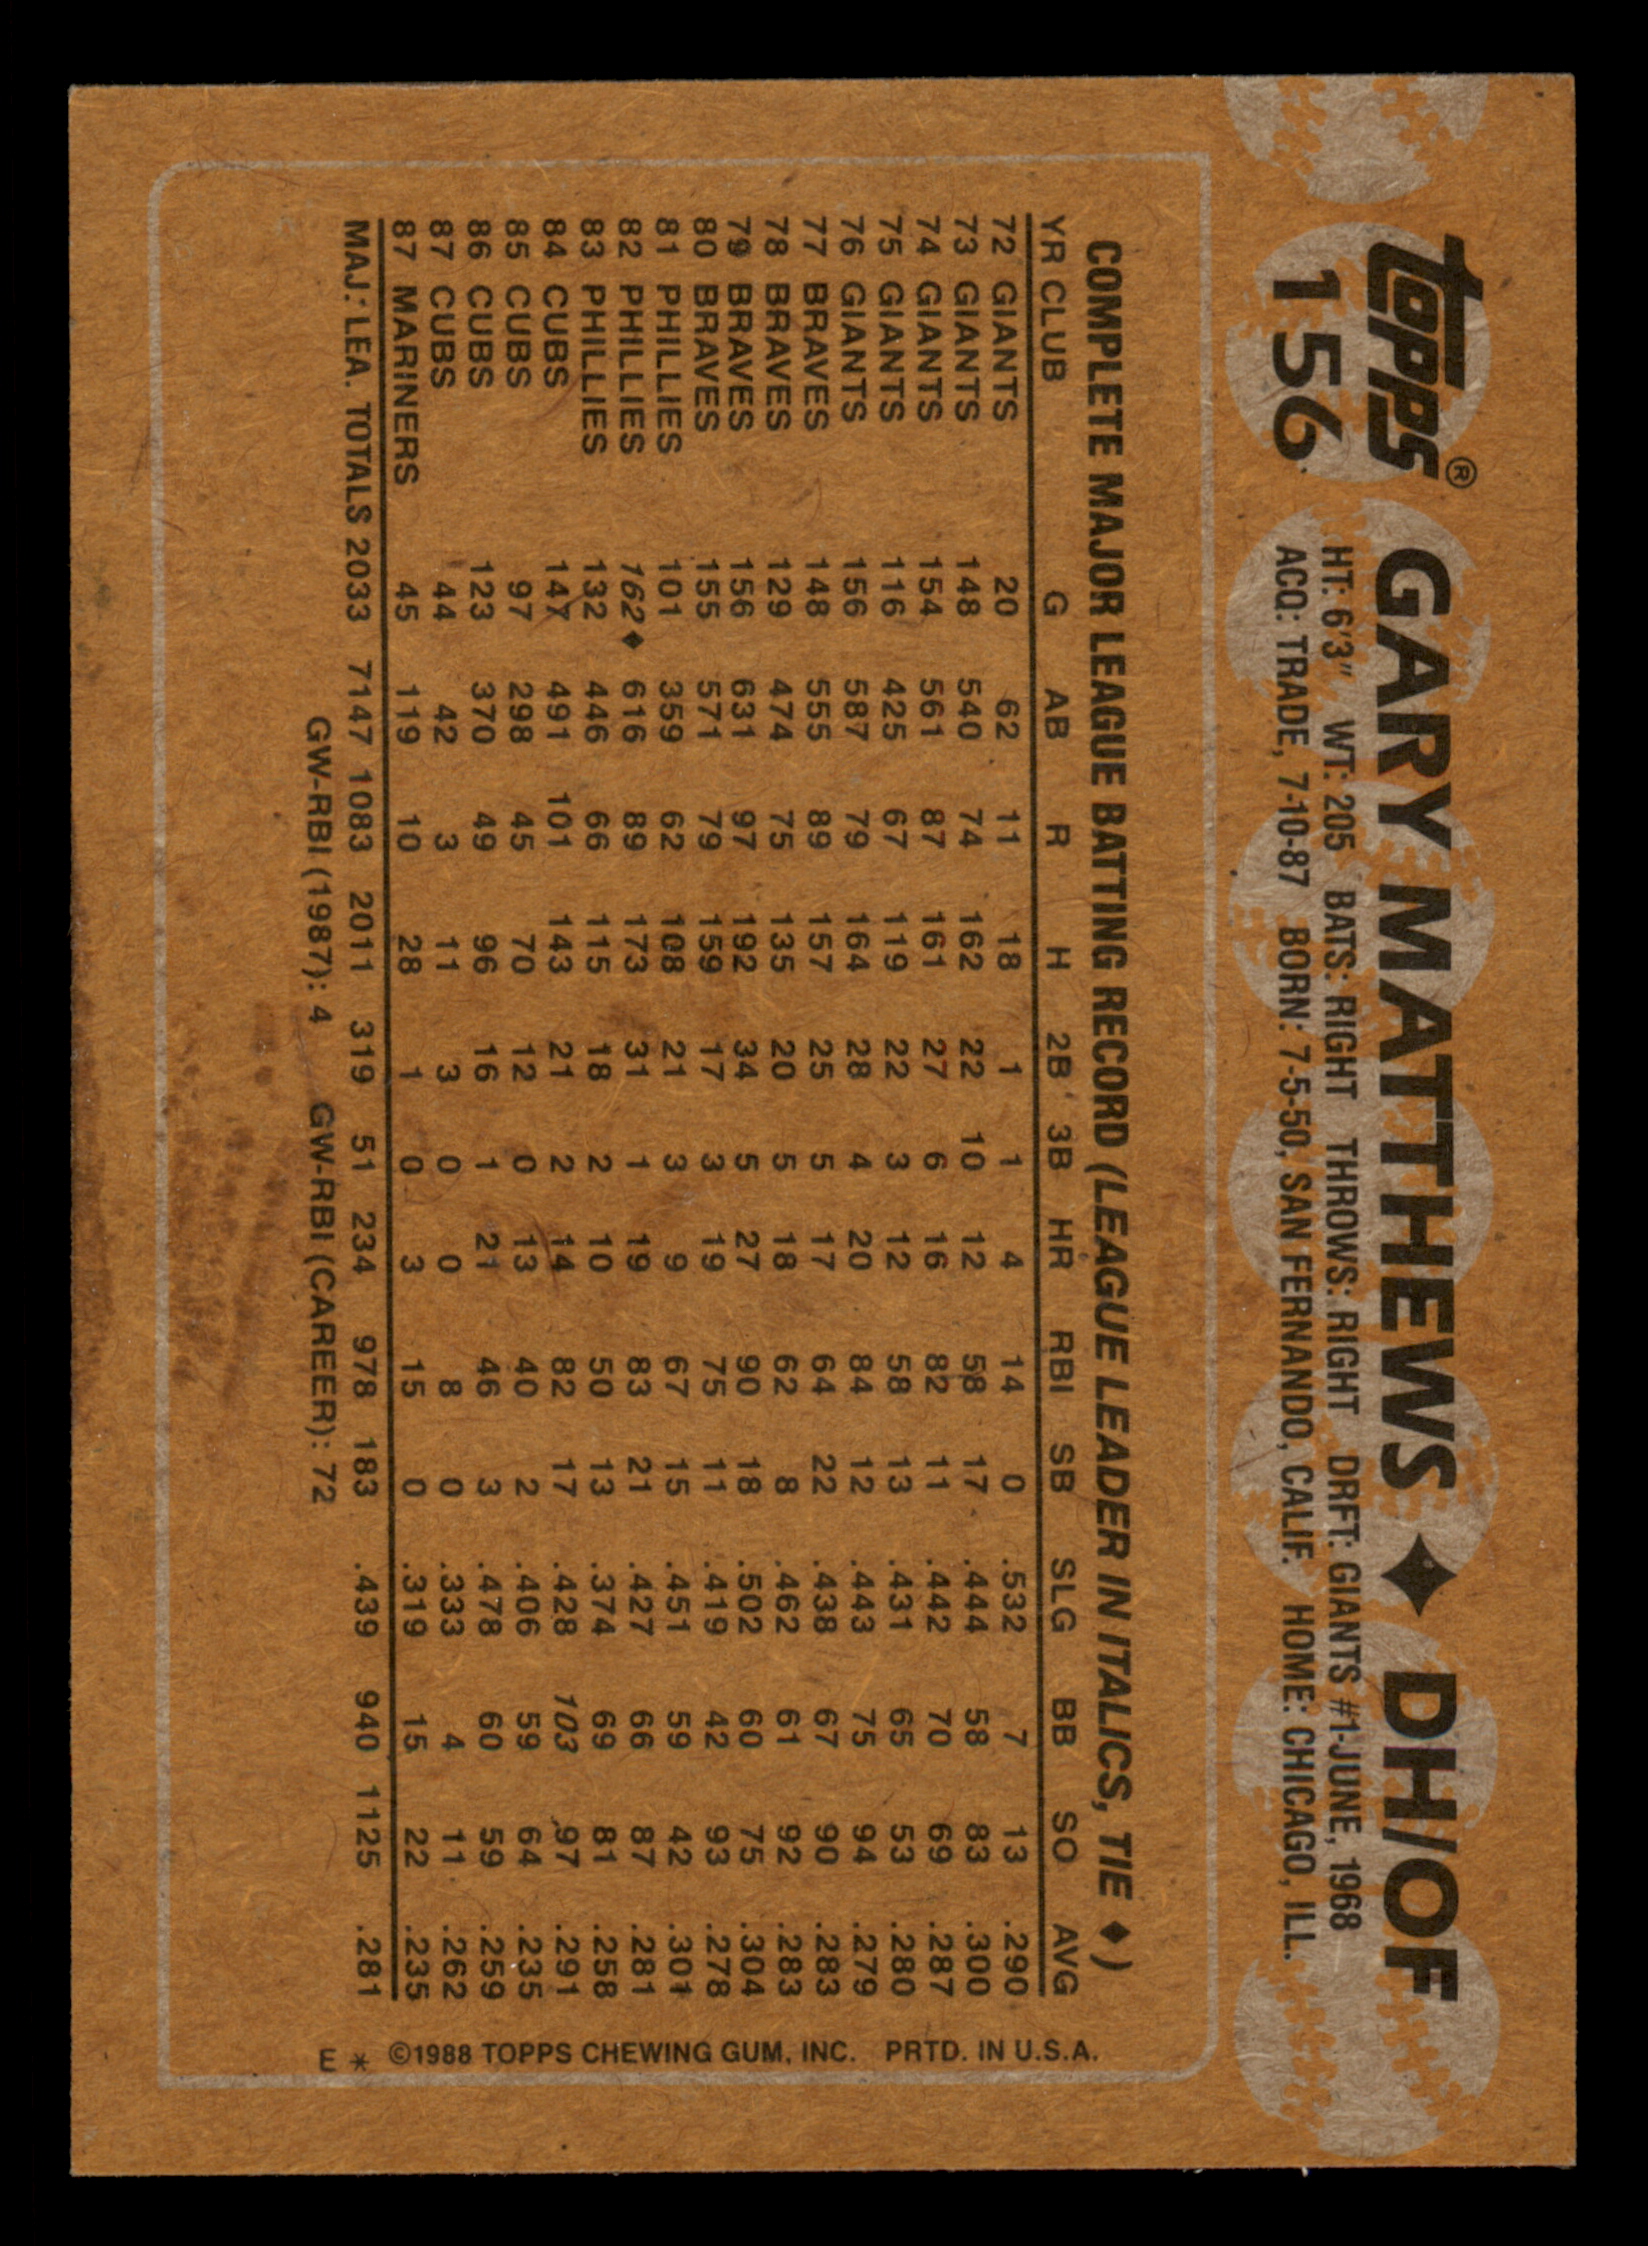 topps®
156
GARY MATTHEWS ✦ DH/OF
HT: 6'3" WT: 205 BATS: RIGHT THROWS: RIGHT DRFT: GIANTS #1-JUNE, 1968
ACQ: TRADE, 7-10-87 BORN: 7-5-50, SAN FERNANDO, CALIF. HOME: CHICAGO, ILL.
COMPLETE MAJOR LEAGUE BATTING RECORD (LEAGUE LEADER IN ITALICS, TIE ♦)
YR CLUB G AB R H 2B 3B HR RBI SB SLG BB SO AVG
72 GIANTS 20 62 11 18 1 1 4 14 0 .532 7 13 .290
73 GIANTS 148 540 74 162 22 10 12 58 17 .444 58 83 .300
74 GIANTS 154 561 87 161 27 6 16 82 11 .442 70 69 .287
75 GIANTS 116 425 67 119 22 3 12 58 13 .431 65 53 .280
76 GIANTS 156 587 79 164 28 4 20 84 12 .443 75 94 .279
77 BRAVES 148 555 89 157 25 5 17 64 22 .438 67 90 .283
78 BRAVES 129 474 75 135 20 5 18 62 8 .462 61 92 .283
79 BRAVES 156 631 97 192 34 5 27 90 18 .502 60 75 .304
80 BRAVES 155 571 79 159 17 3 19 75 11 .419 42 93 .278
81 PHILLIES 101 359 62 108 21 3 9 67 15 .451 59 42 .301
82 PHILLIES 162♦ 616 89 173 31 1 19 83 21 .427 66 87 .281
83 PHILLIES 132 446 66 115 18 2 10 50 13 .374 69 81 .258
84 CUBS 147 491 101 143 21 2 14 82 17 .428 103 97 .291
85 CUBS 97 298 45 70 12 0 13 40 2 .406 59 64 .235
86 CUBS 123 370 49 96 16 1 21 46 3 .478 60 59 .259
87 CUBS 44 42 3 11 3 0 0 8 0 .333 4 11 .262
87 MARINERS 45 119 10 28 1 0 3 15 0 .319 15 22 .235
MAJ. LEA. TOTALS 2033 7147 1083 2011 319 51 234 978 183 .439 940 1125 .281
GW-RBI (1987): 4 GW-RBI (CAREER): 72
©1988 TOPPS CHEWING GUM, INC. PRTD. IN U.S.A.
E *